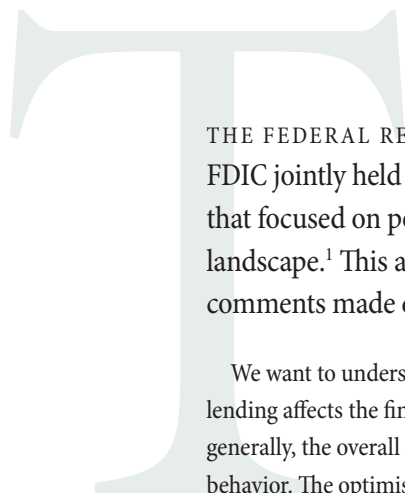 T
THE FEDERAL RE
FDIC jointly held
that focused on p
landscape.1 This a
comments made
We want to unders
lending affects the fin
generally, the overall
behavior. The optimis